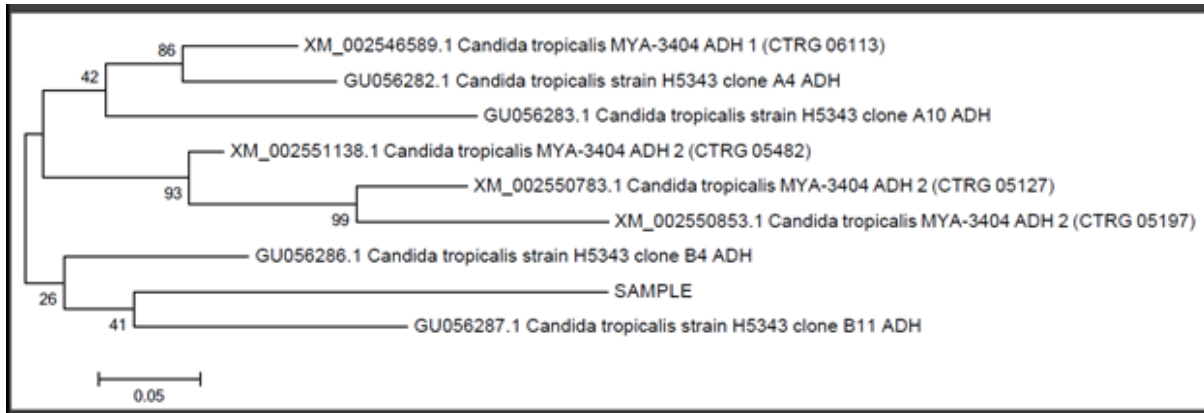 86
XM_002546589.1 Candida tropicalis MYA-3404 ADH 1 (CTRG 06113)
42
GU056282.1 Candida tropicalis strain H5343 clone A4 ADH
GU056283.1 Candida tropicalis strain H5343 clone A10 ADH
XM_002551138.1 Candida tropicalis MYA-3404 ADH 2 (CTRG 05482)
93
XM_002550783.1 Candida tropicalis MYA-3404 ADH 2 (CTRG 05127)
99
XM_002550853.1 Candida tropicalis MYA-3404 ADH 2 (CTRG 05197)
GU056286.1 Candida tropicalis strain H5343 clone B4 ADH
26
SAMPLE
41
GU056287.1 Candida tropicalis strain H5343 clone B11 ADH
0.05